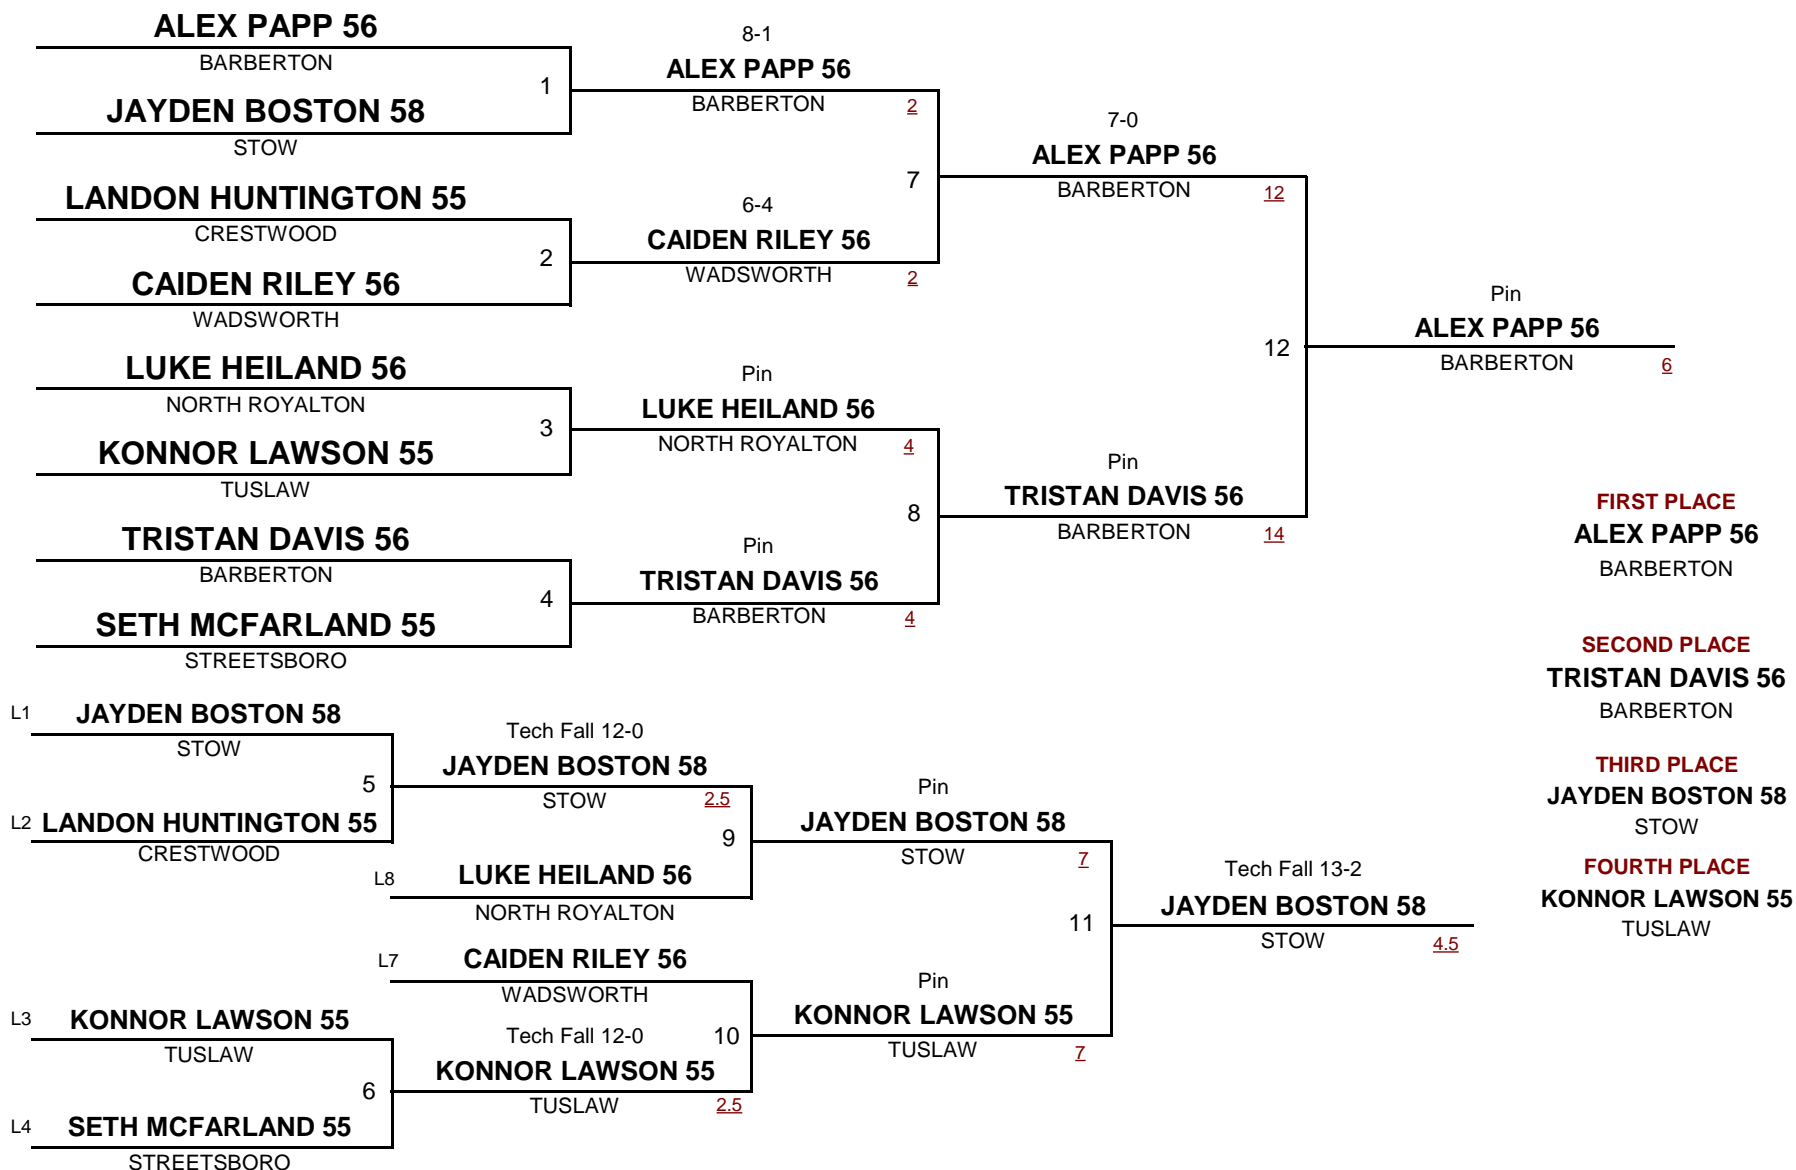 ALEX PAPP 56
BARBERTON
1
JAYDEN BOSTON 58
STOW
LANDON HUNTINGTON 55
CRESTWOOD
2
CAIDEN RILEY 56
WADSWORTH
LUKE HEILAND 56
NORTH ROYALTON
3
KONNOR LAWSON 55
TUSLAW
TRISTAN DAVIS 56
BARBERTON
4
SETH MCFARLAND 55
STREETSBORO
8-1
ALEX PAPP 56
BARBERTON
2
7
6-4
CAIDEN RILEY 56
WADSWORTH
2
Pin
LUKE HEILAND 56
NORTH ROYALTON
4
8
Pin
TRISTAN DAVIS 56
BARBERTON
4
7-0
ALEX PAPP 56
BARBERTON
12
12
Pin
TRISTAN DAVIS 56
BARBERTON
14
Pin
ALEX PAPP 56
BARBERTON
6
FIRST PLACE
ALEX PAPP 56
BARBERTON
SECOND PLACE
TRISTAN DAVIS 56
BARBERTON
THIRD PLACE
JAYDEN BOSTON 58
STOW
FOURTH PLACE
KONNOR LAWSON 55
TUSLAW
L1
JAYDEN BOSTON 58
STOW
5
L2
LANDON HUNTINGTON 55
CRESTWOOD
Tech Fall 12-0
JAYDEN BOSTON 58
STOW
2.5
9
L8
LUKE HEILAND 56
NORTH ROYALTON
L7
CAIDEN RILEY 56
WADSWORTH
L3
KONNOR LAWSON 55
TUSLAW
6
L4
SETH MCFARLAND 55
STREETSBORO
Tech Fall 12-0
10
KONNOR LAWSON 55
TUSLAW
2.5
Pin
JAYDEN BOSTON 58
STOW
7
11
Pin
KONNOR LAWSON 55
TUSLAW
7
Tech Fall 13-2
JAYDEN BOSTON 58
STOW
4.5